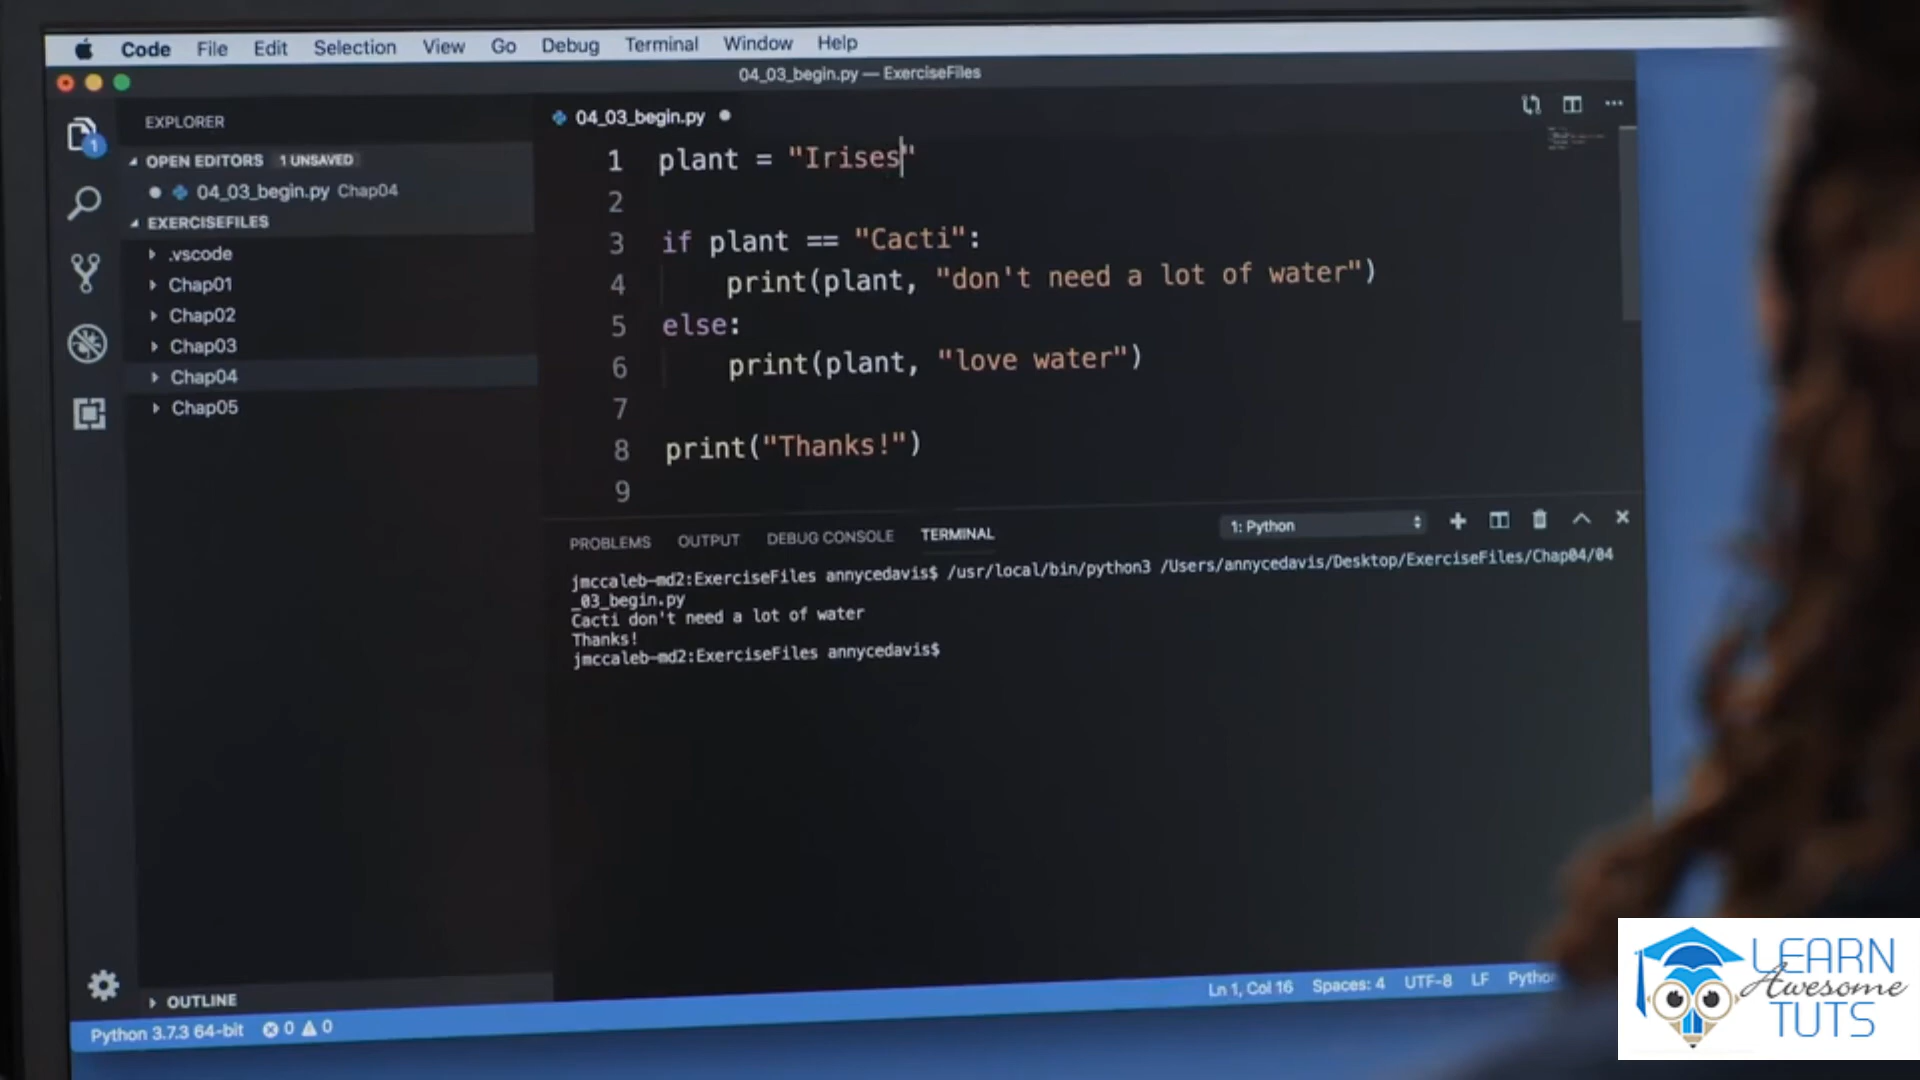 Code File Edit Selection View Go Debug Terminal Window Help
04_03_begin.py — ExerciseFiles
EXPLORER
OPEN EDITORS 1 UNSAVED
04_03_begin.py Chap04
EXERCISEFILES
.vscode
Chap01
Chap02
Chap03
Chap04
Chap05
OUTLINE
1
04_03_begin.py
1 plant = "Irises"
2
3 if plant == "Cacti":
4 print(plant, "don't need a lot of water")
5 else:
6 print(plant, "love water")
7
8 print("Thanks!")
9
PROBLEMS OUTPUT DEBUG CONSOLE TERMINAL 1: Python
jmccaleb-md2:ExerciseFiles annycedavis$ /usr/local/bin/python3 /Users/annycedavis/Desktop/ExerciseFiles/Chap04/04
_03_begin.py
Cacti don't need a lot of water
Thanks!
jmccaleb-md2:ExerciseFiles annycedavis$
Python 3.7.3 64-bit 0 0 Ln 1, Col 16 Spaces: 4 UTF-8 LF Python
LEARN
Awesome
TUTS